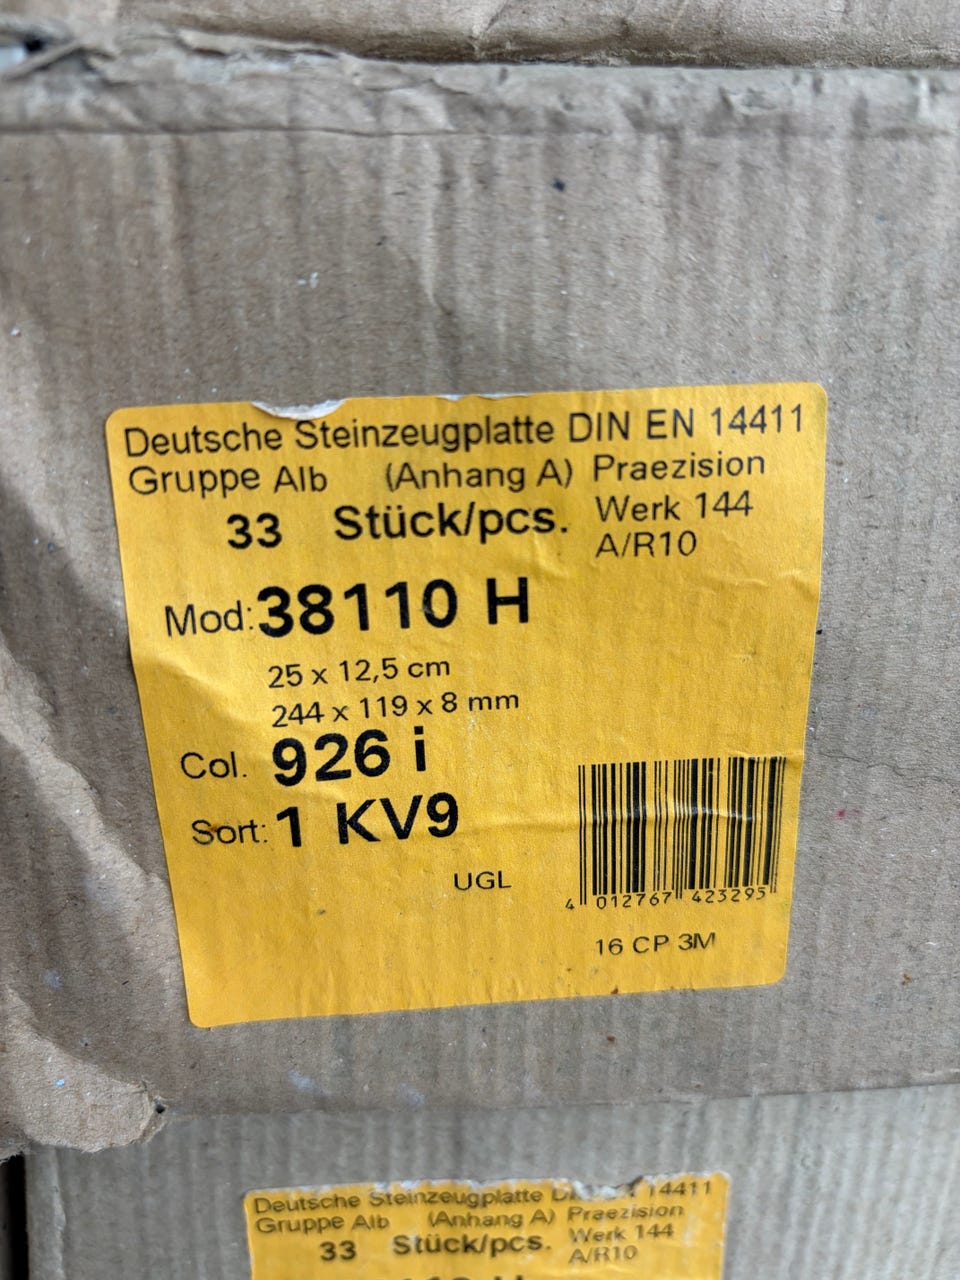 Deutsche Steinzeugplatte DIN EN 14411
Gruppe AIb (Anhang A) Praezision
33 Stück/pcs. Werk 144
A/R10
Mod: 38110 H
25 x 12,5 cm
244 x 119 x 8 mm
Col. 926 i
Sort: 1 KV9
UGL
4 012767 423295
16 CP 3M
Deutsche Steinzeugplatte 14411
Gruppe AIb (Anhang A) Praezision
33 Stück/pcs. Werk 144
A/R10